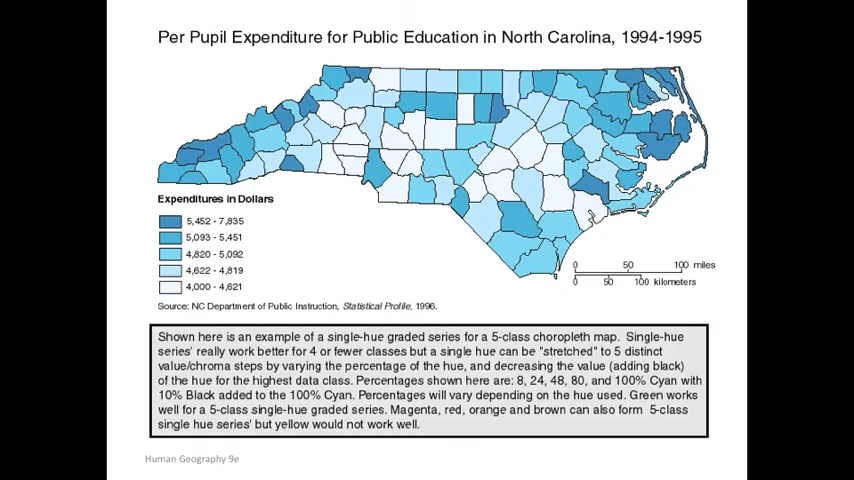 Per Pupil Expenditure for Public Education in North Carolina, 1994-1995
Expenditures in Dollars
5,452 - 7,835
5,093 - 5,451
4,820 - 5,092
4,622 - 4,819
4,000 - 4,621
0 50 100 miles
0 50 100 kilometers
Source: NC Department of Public Instruction, Statistical Profile, 1996.
Shown here is an example of a single-hue graded series for a 5-class choropleth map. Single-hue
series' really work better for 4 or fewer classes but a single hue can be "stretched" to 5 distinct
value/chroma steps by varying the percentage of the hue, and decreasing the value (adding black)
of the hue for the highest data class. Percentages shown here are: 8, 24, 48, 80, and 100% Cyan with
10% Black added to the 100% Cyan. Percentages will vary depending on the hue used. Green works
well for a 5-class single-hue graded series. Magenta, red, orange and brown can also form 5-class
single hue series' but yellow would not work well.
Human Geography 9e